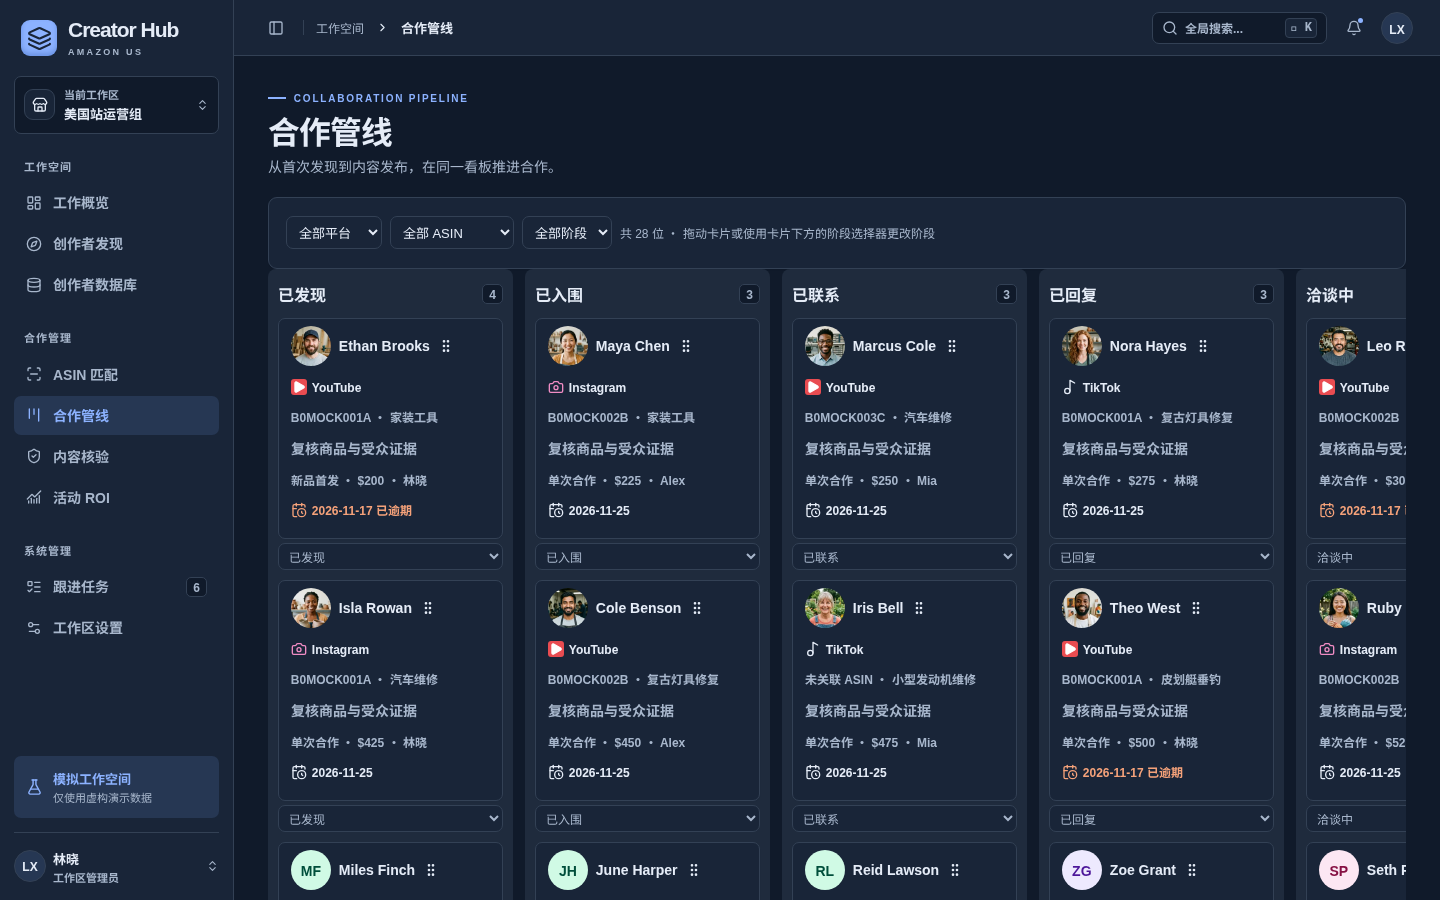 Creator Hub
AMAZON US
当前工作区
美国站运营组
工作空间
工作概览
创作者发现
创作者数据库
合作管理
ASIN 匹配
合作管线
内容核验
活动 ROI
系统管理
跟进任务 6
工作区设置
模拟工作空间
仅使用虚构演示数据
LX
林晓
工作区管理员
工作空间 合作管线
全局搜索... K
LX
COLLABORATION PIPELINE
合作管线
从首次发现到内容发布，在同一看板推进合作。
全部平台 全部 ASIN 全部阶段 共 28 位 · 拖动卡片或使用卡片下方的阶段选择器更改阶段
已发现 4
Ethan Brooks
YouTube
B0MOCK001A · 家装工具
复核商品与受众证据
新品首发 · $200 · 林晓
2026-11-17 已逾期
已发现
Isla Rowan
Instagram
B0MOCK001A · 汽车维修
复核商品与受众证据
单次合作 · $425 · 林晓
2026-11-25
已发现
MF Miles Finch
已入围 3
Maya Chen
Instagram
B0MOCK002B · 家装工具
复核商品与受众证据
单次合作 · $225 · Alex
2026-11-25
已入围
Cole Benson
YouTube
B0MOCK002B · 复古灯具修复
复核商品与受众证据
单次合作 · $450 · Alex
2026-11-25
已入围
JH June Harper
已联系 3
Marcus Cole
YouTube
B0MOCK003C · 汽车维修
复核商品与受众证据
单次合作 · $250 · Mia
2026-11-25
已联系
Iris Bell
TikTok
未关联 ASIN · 小型发动机维修
复核商品与受众证据
单次合作 · $475 · Mia
2026-11-25
已联系
RL Reid Lawson
已回复 3
Nora Hayes
TikTok
B0MOCK001A · 复古灯具修复
复核商品与受众证据
单次合作 · $275 · 林晓
2026-11-25
已回复
Theo West
YouTube
B0MOCK001A · 皮划艇垂钓
复核商品与受众证据
单次合作 · $500 · 林晓
2026-11-17 已逾期
已回复
ZG Zoe Grant
洽谈中
Leo R
YouTube
B0MOCK002B
复核商品与受众
单次合作 · $30
2026-11-17
洽谈中
Ruby
Instagram
B0MOCK002B
复核商品与受众
单次合作 · $52
2026-11-25
洽谈中
SP Seth